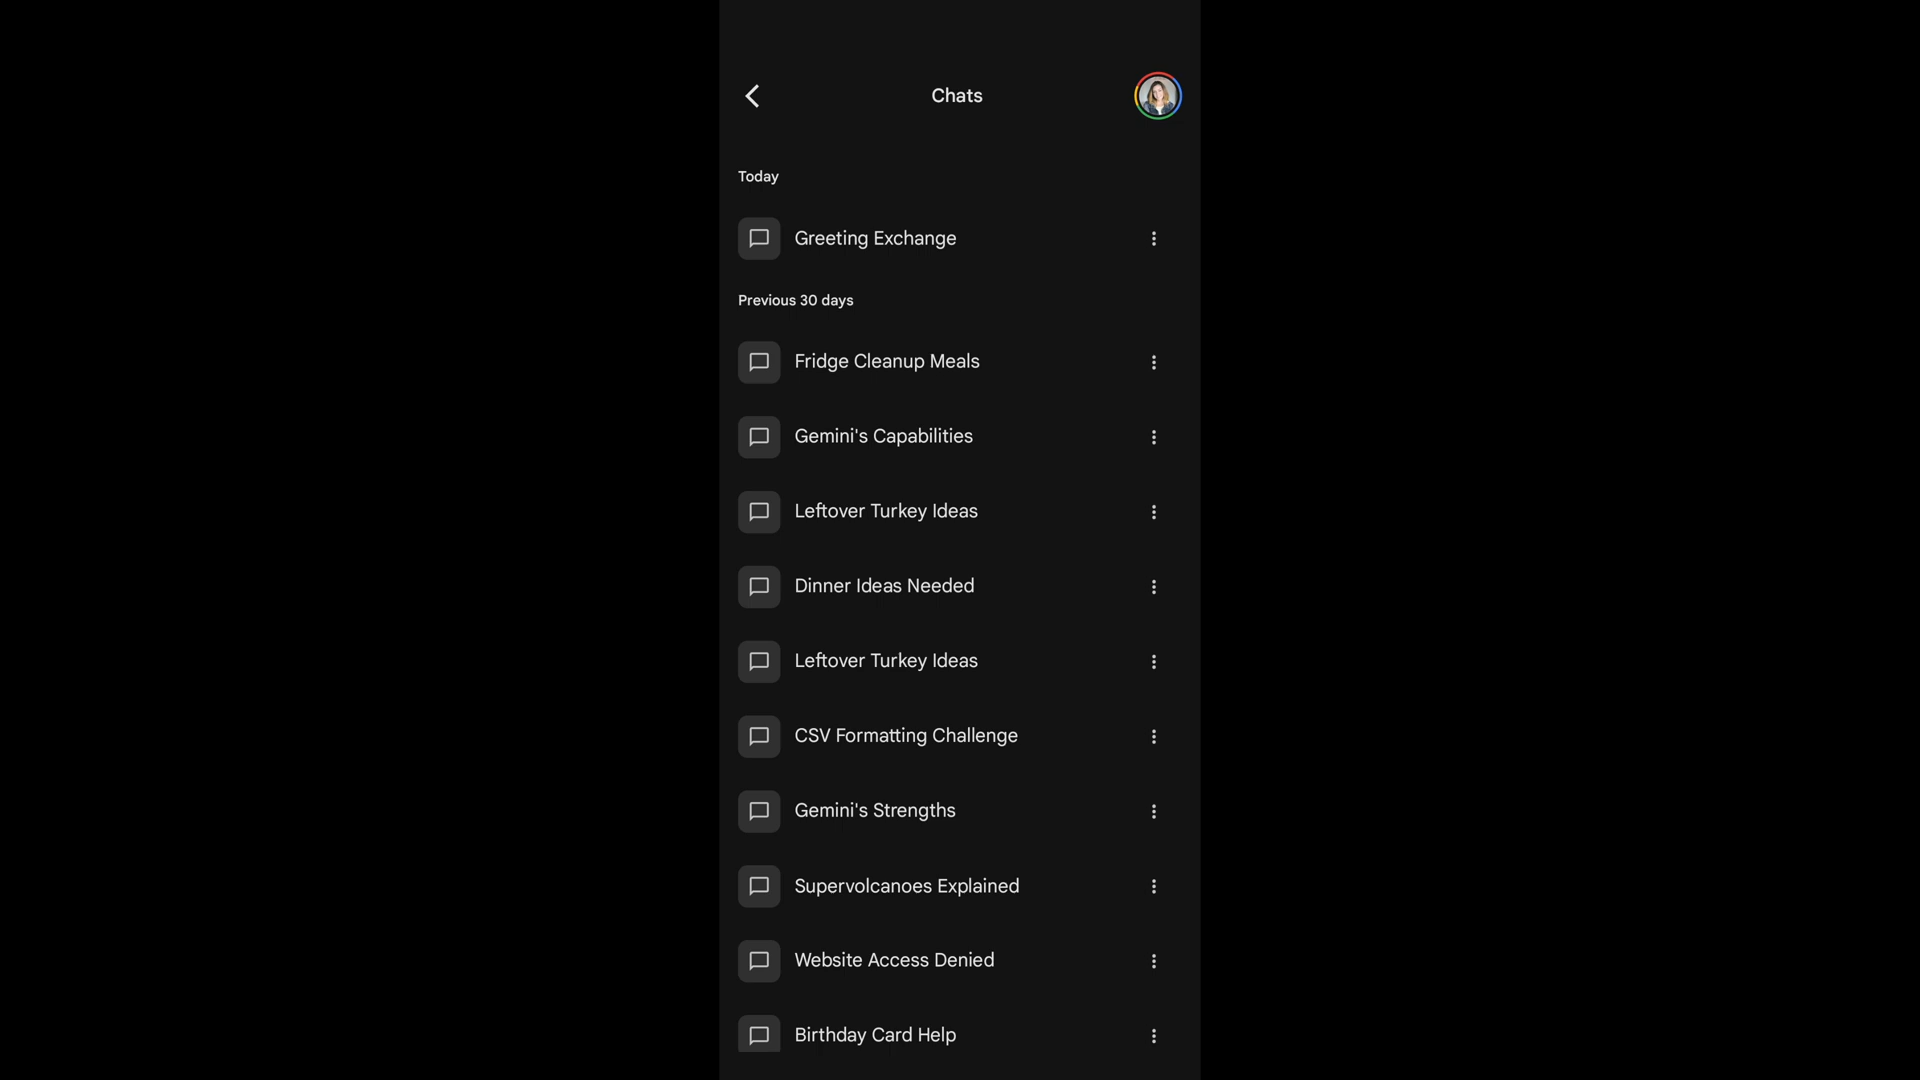 Chats
Today
Greeting Exchange
Previous 30 days
Fridge Cleanup Meals
Gemini's Capabilities
Leftover Turkey Ideas
Dinner Ideas Needed
Leftover Turkey Ideas
CSV Formatting Challenge
Gemini's Strengths
Supervolcanoes Explained
Website Access Denied
Birthday Card Help